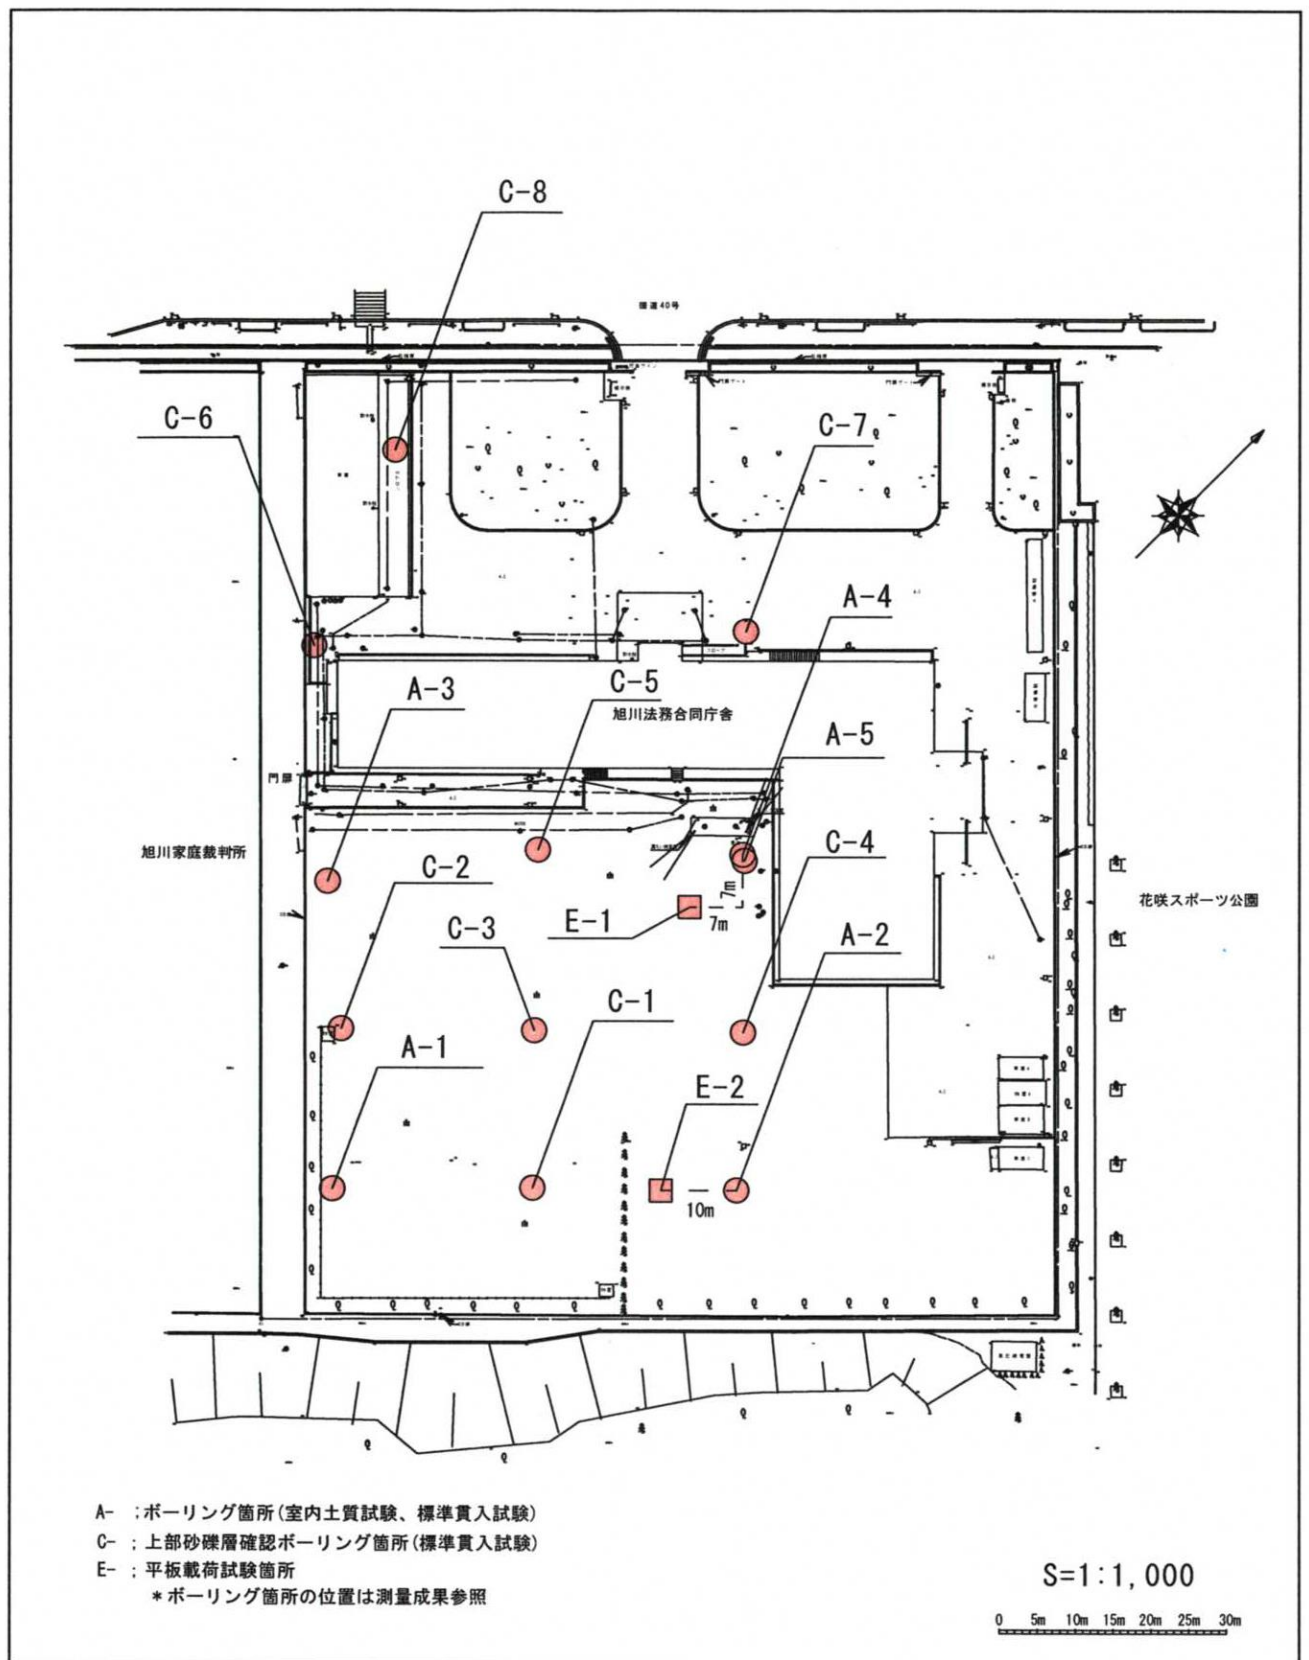 C-8
国道40号
C-6
C-7
A-4
A-3
C-5
旭川法務合同庁舎
A-5
門扉
旭川家庭裁判所
C-2
C-4
7m
花咲スポーツ公園
E-1
7m
C-3
A-2
C-1
A-1
E-2
10m
A- ;ボーリング箇所(室内土質試験、標準貫入試験)
C- ;上部砂礫層確認ボーリング箇所(標準貫入試験)
E- ;平板載荷試験箇所
*ボーリング箇所の位置は測量成果参照
S=1:1,000
0 5m 10m 15m 20m 25m 30m